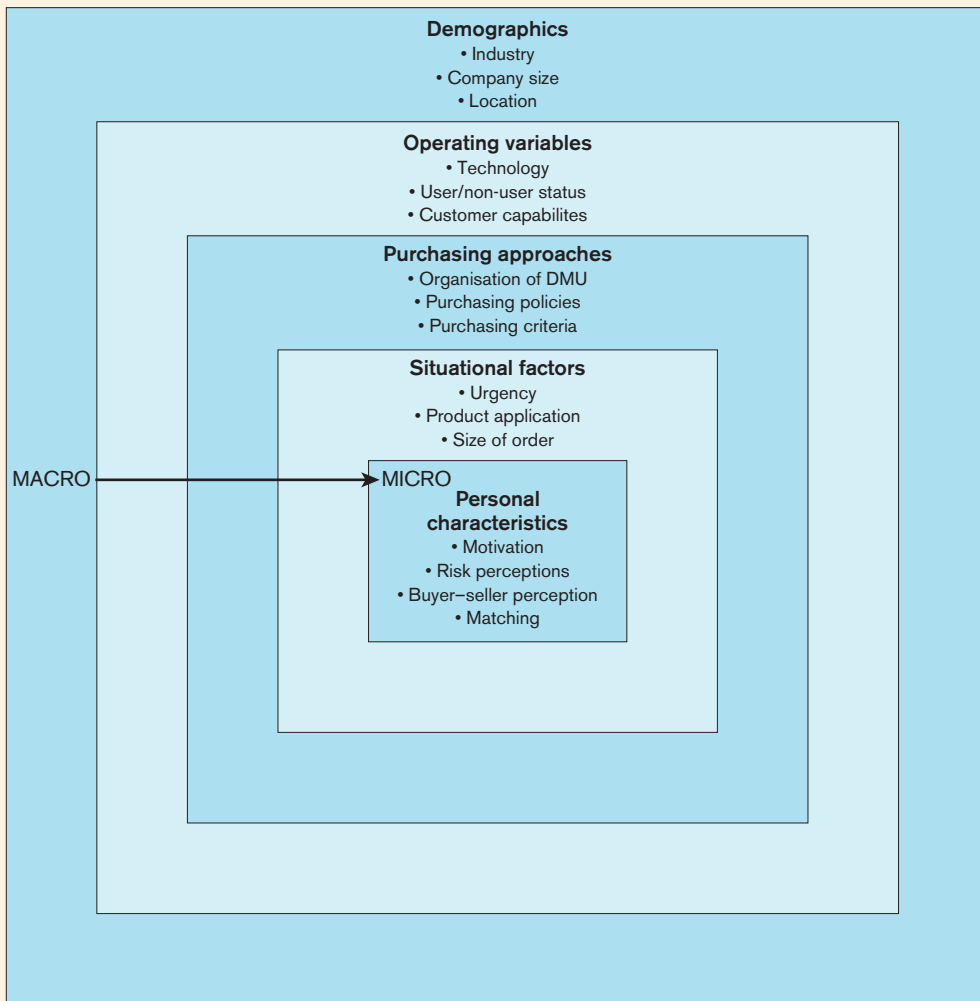 Demographics
• Industry
• Company size
• Location
Operating variables
• Technology
• User/non-user status
• Customer capabilites
Purchasing approaches
• Organisation of DMU
• Purchasing policies
• Purchasing criteria
Situational factors
• Urgency
• Product application
• Size of order
MACRO
MICRO
Personal
characteristics
• Motivation
• Risk perceptions
• Buyer–seller perception
• Matching